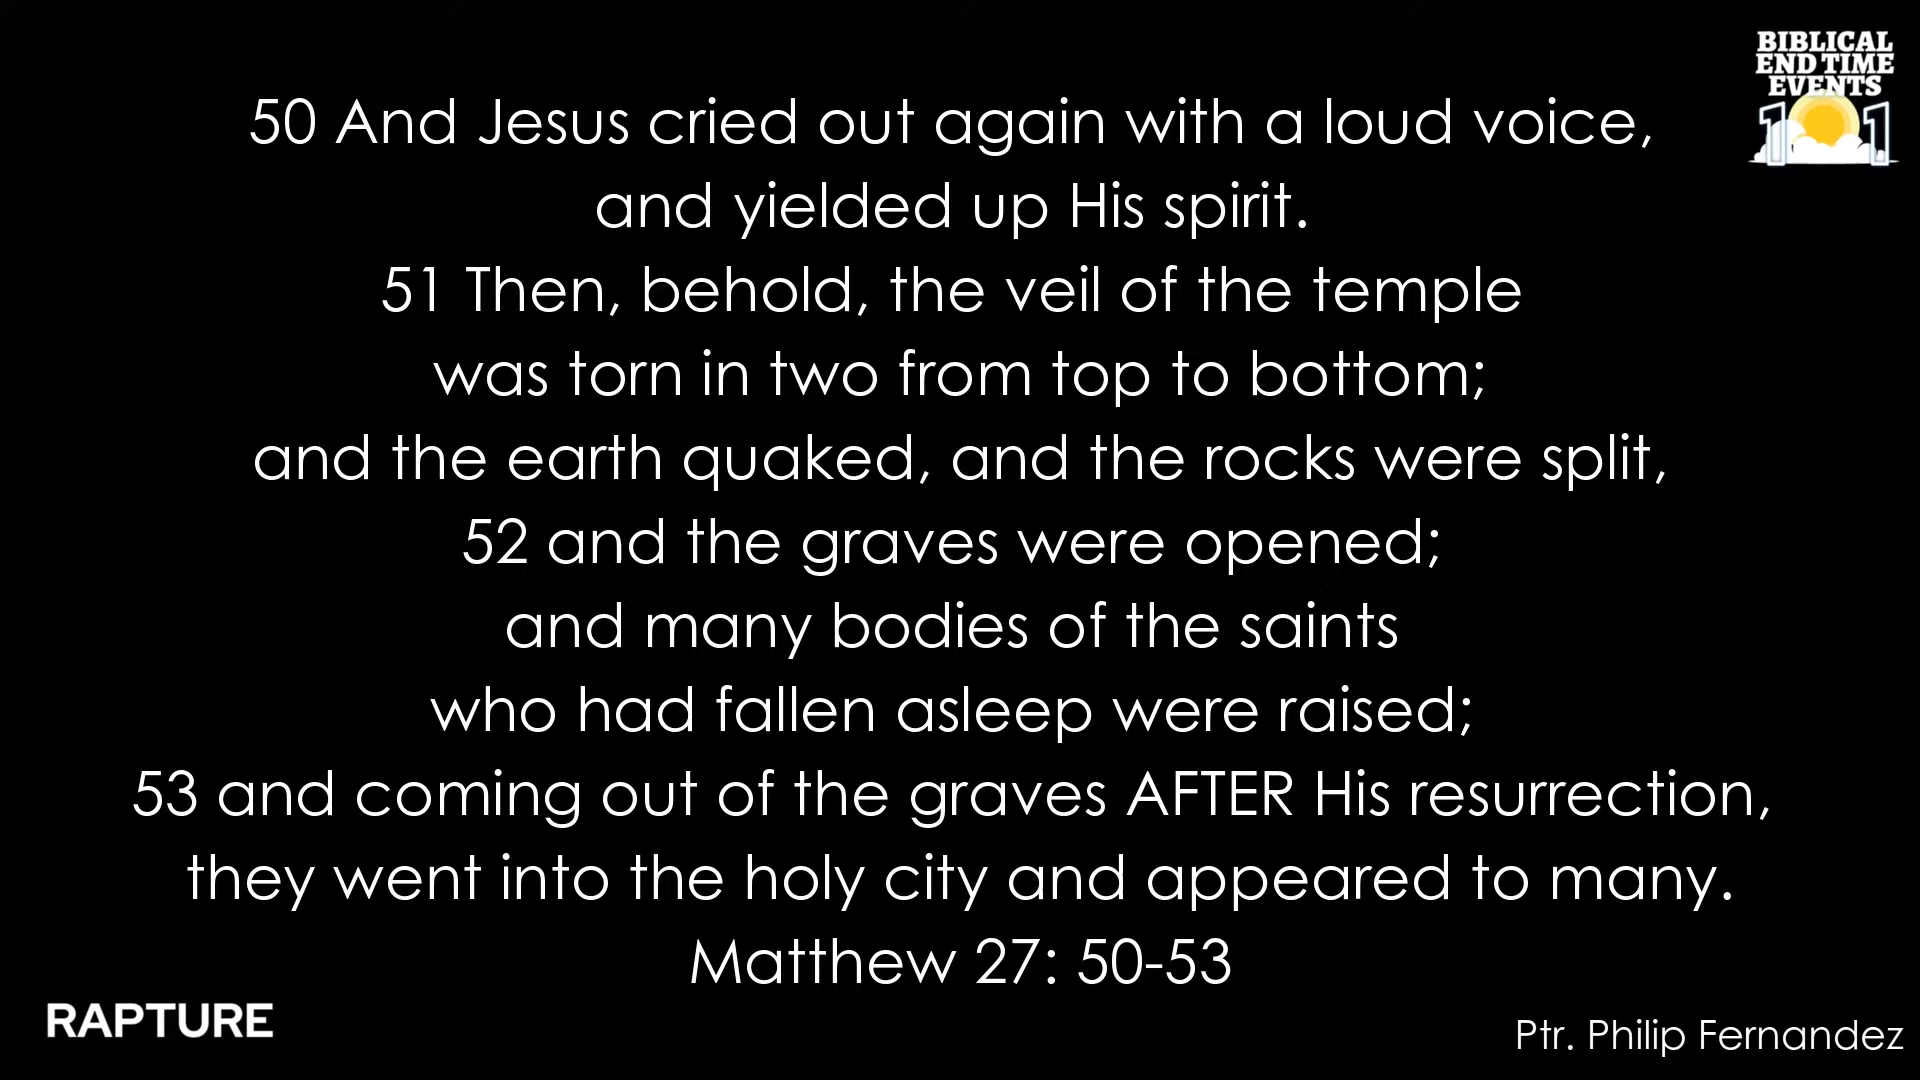 BIBLICAL
END TIME
EVENTS
101
50 And Jesus cried out again with a loud voice,
and yielded up His spirit.
51 Then, behold, the veil of the temple
was torn in two from top to bottom;
and the earth quaked, and the rocks were split,
52 and the graves were opened;
and many bodies of the saints
who had fallen asleep were raised;
53 and coming out of the graves AFTER His resurrection,
they went into the holy city and appeared to many.
Matthew 27: 50-53
RAPTURE
Ptr. Philip Fernandez